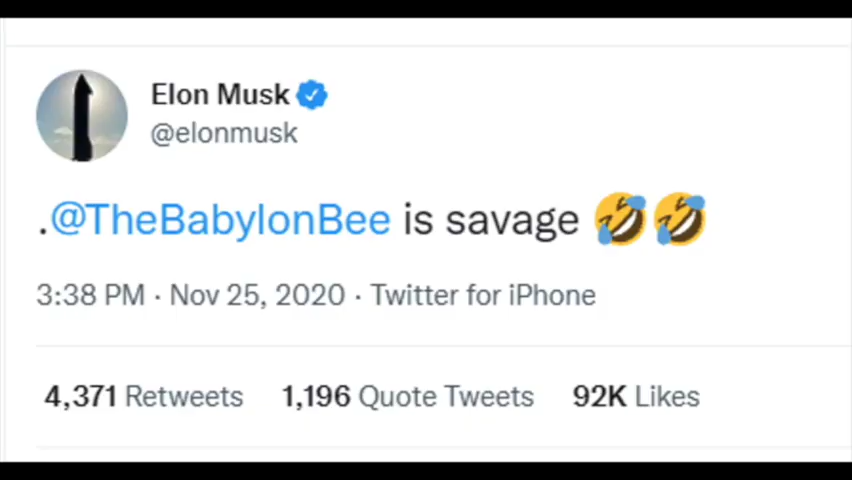 Elon Musk
@elonmusk
.@TheBabylonBee is savage 🤣🤣
3:38 PM · Nov 25, 2020 · Twitter for iPhone
4,371 Retweets 1,196 Quote Tweets 92K Likes